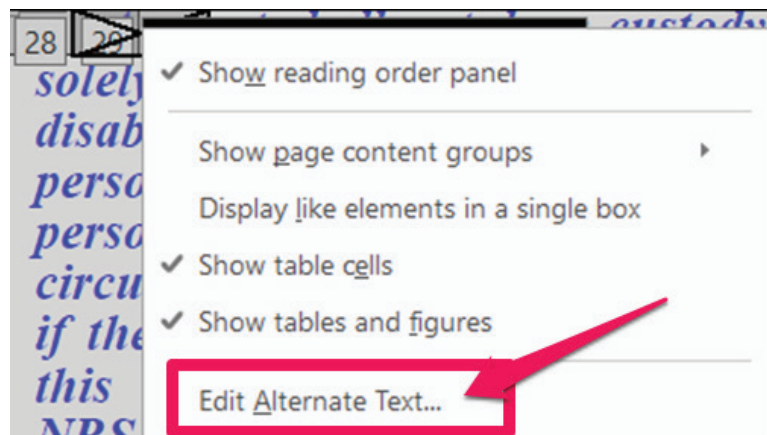 custody
28 29
solely
Show reading order panel
disab
Show page content groups
perso
Display like elements in a single box
perso
Show table cells
circu
Show tables and figures
if the
this
Edit Alternate Text...
NRS